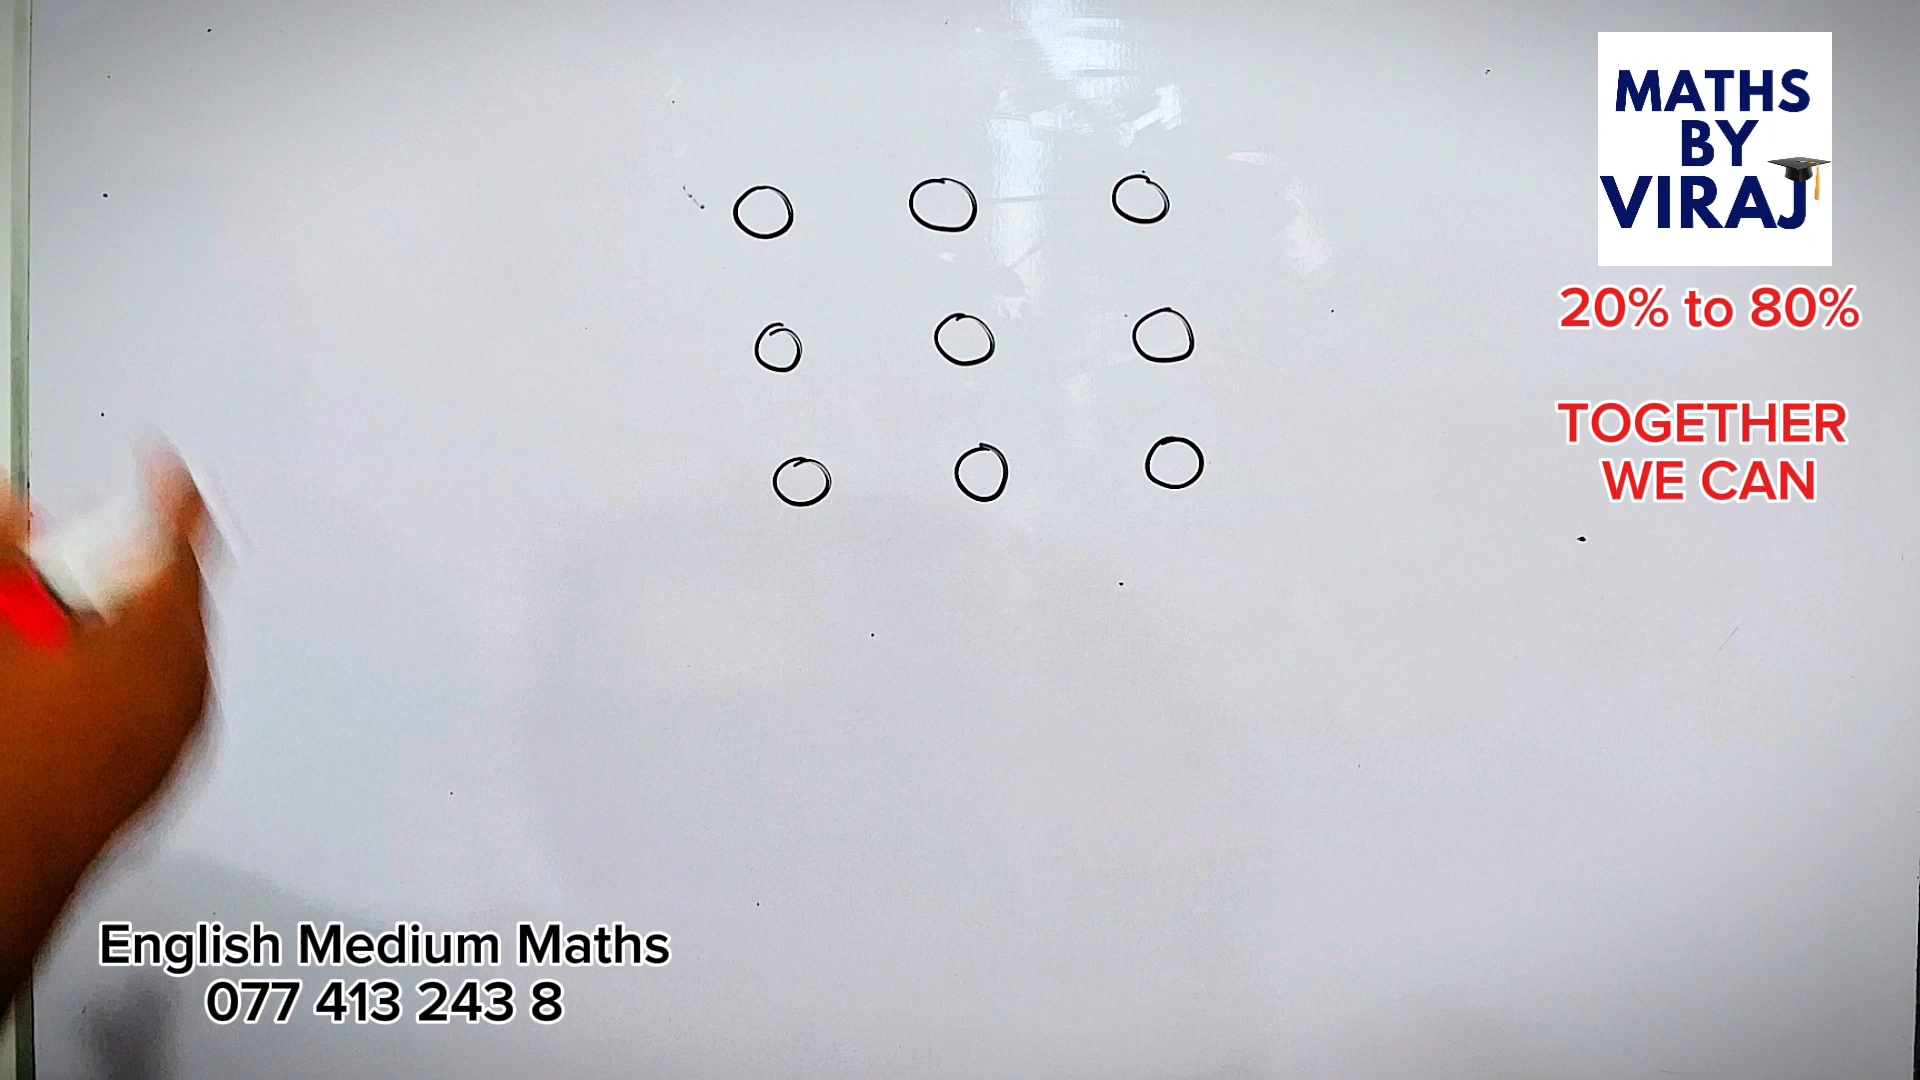 MATHS
BY
VIRAJ
20% to 80%
TOGETHER
WE CAN
English Medium Maths
077 413 243 8